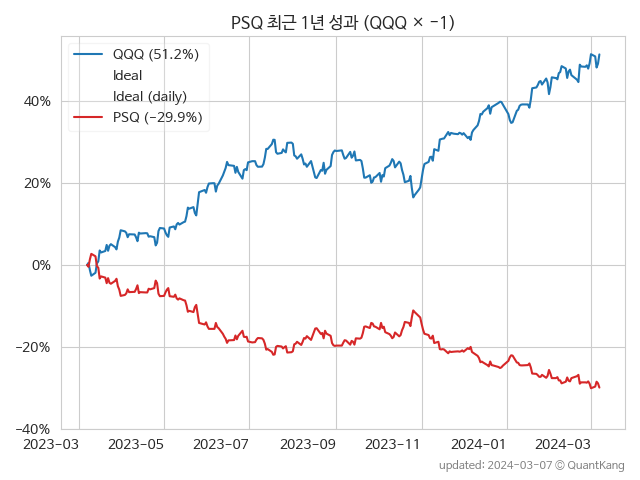 PSQ 최근 1년 성과 (QQQ × −1)
QQQ (51.2%)
Ideal
Ideal (daily)
PSQ (−29.9%)
40%
20%
0%
−20%
−40%
2023-03 2023-05 2023-07 2023-09 2023-11 2024-01 2024-03
updated: 2024-03-07 © QuantKang